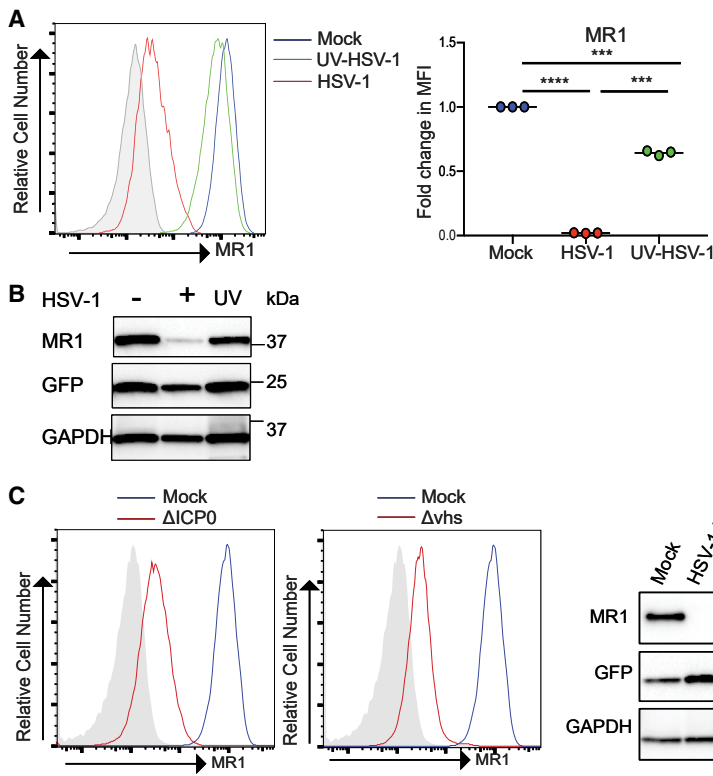 A
Relative Cell Number
MR1
Mock
UV-HSV-1
HSV-1
MR1
Fold change in MFI
1.5
1.0
0.5
0.0
***
****
***
Mock HSV-1 UV-HSV-1
B
HSV-1 - + UV kDa
MR1 37
GFP 25
GAPDH 37
C
Mock
ΔICP0
Relative Cell Number
MR1
Mock
Δvhs
Relative Cell Number
MR1
Mock HSV-1
MR1
GFP
GAPDH